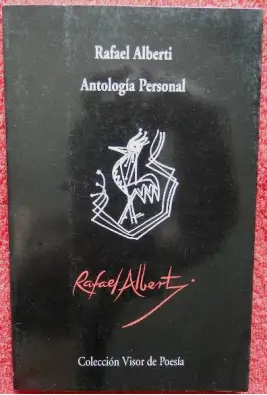 Rafael Alberti
Antología Personal
Rafael Alberti.
Colección Visor de Poesía